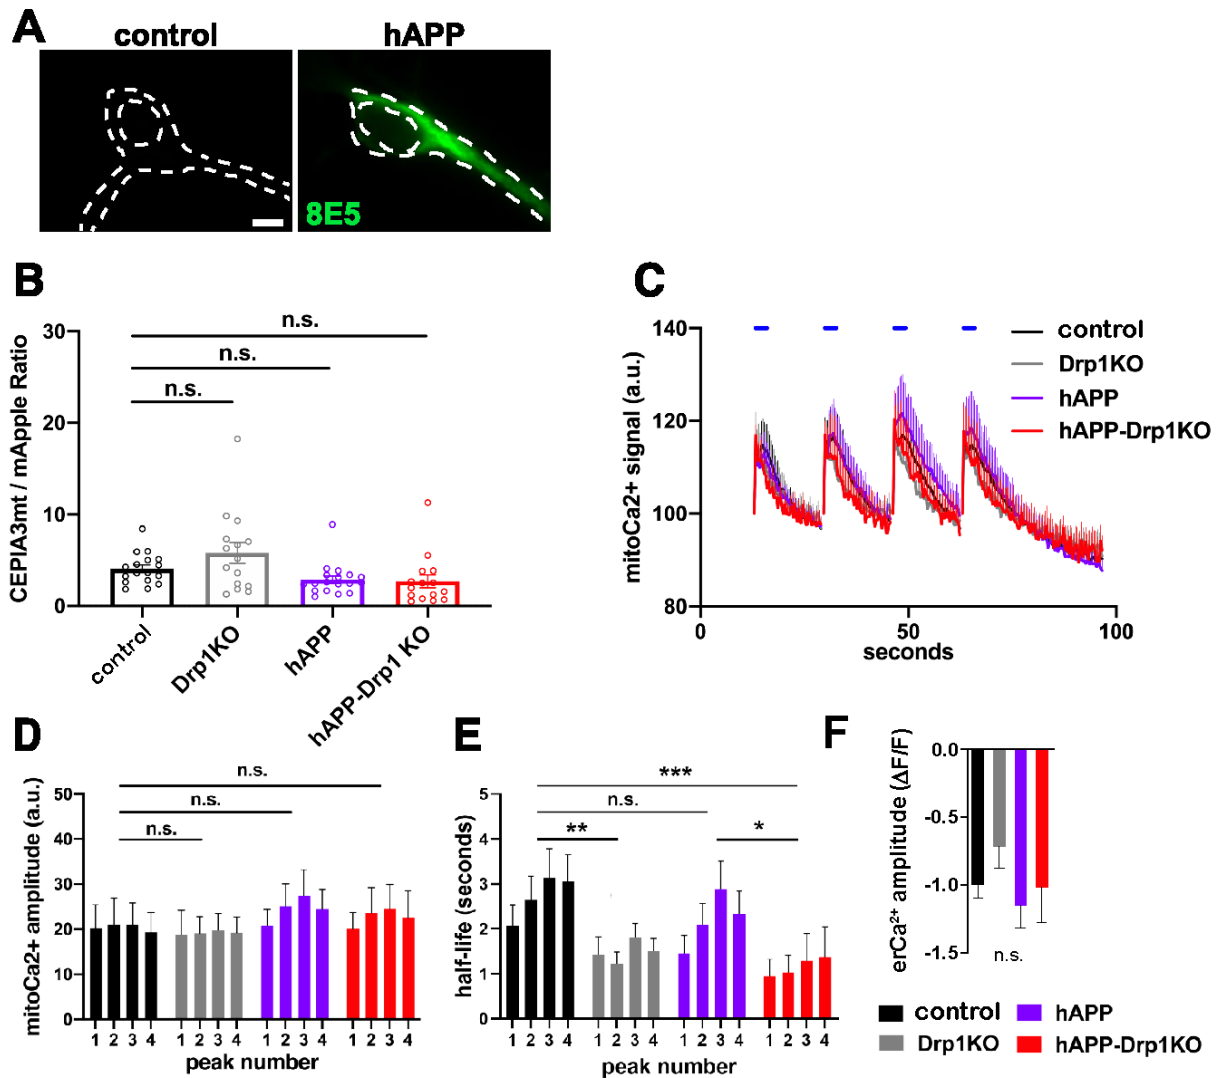 A
control
hAPP
8E5
B
CEPIA3mt / mApple Ratio
30
20
10
0
n.s.
n.s.
n.s.
control
Drp1KO
hAPP
hAPP-Drp1 KO
C
mitoCa2+ signal (a.u.)
140
120
100
80
0
50
100
seconds
control
Drp1KO
hAPP
hAPP-Drp1KO
D
mitoCa2+ amplitude (a.u.)
50
40
30
20
10
0
n.s.
n.s.
n.s.
1 2 3 4 1 2 3 4 1 2 3 4 1 2 3 4
peak number
E
half-life (seconds)
5
4
3
2
1
0
***
n.s.
**
*
1 2 3 4 1 2 3 4 1 2 3 4 1 2 3 4
peak number
F
erCa²⁺ amplitude (ΔF/F)
0.0
-0.5
-1.0
-1.5
n.s.
control
hAPP
Drp1KO
hAPP-Drp1KO